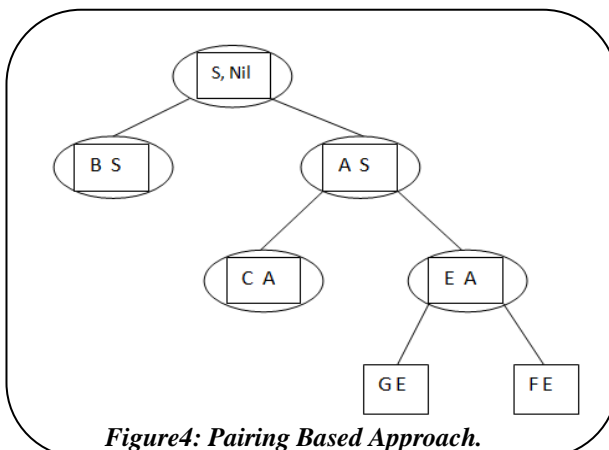 S, Nil
B S
A S
C A
E A
G E
F E
Figure4: Pairing Based Approach.